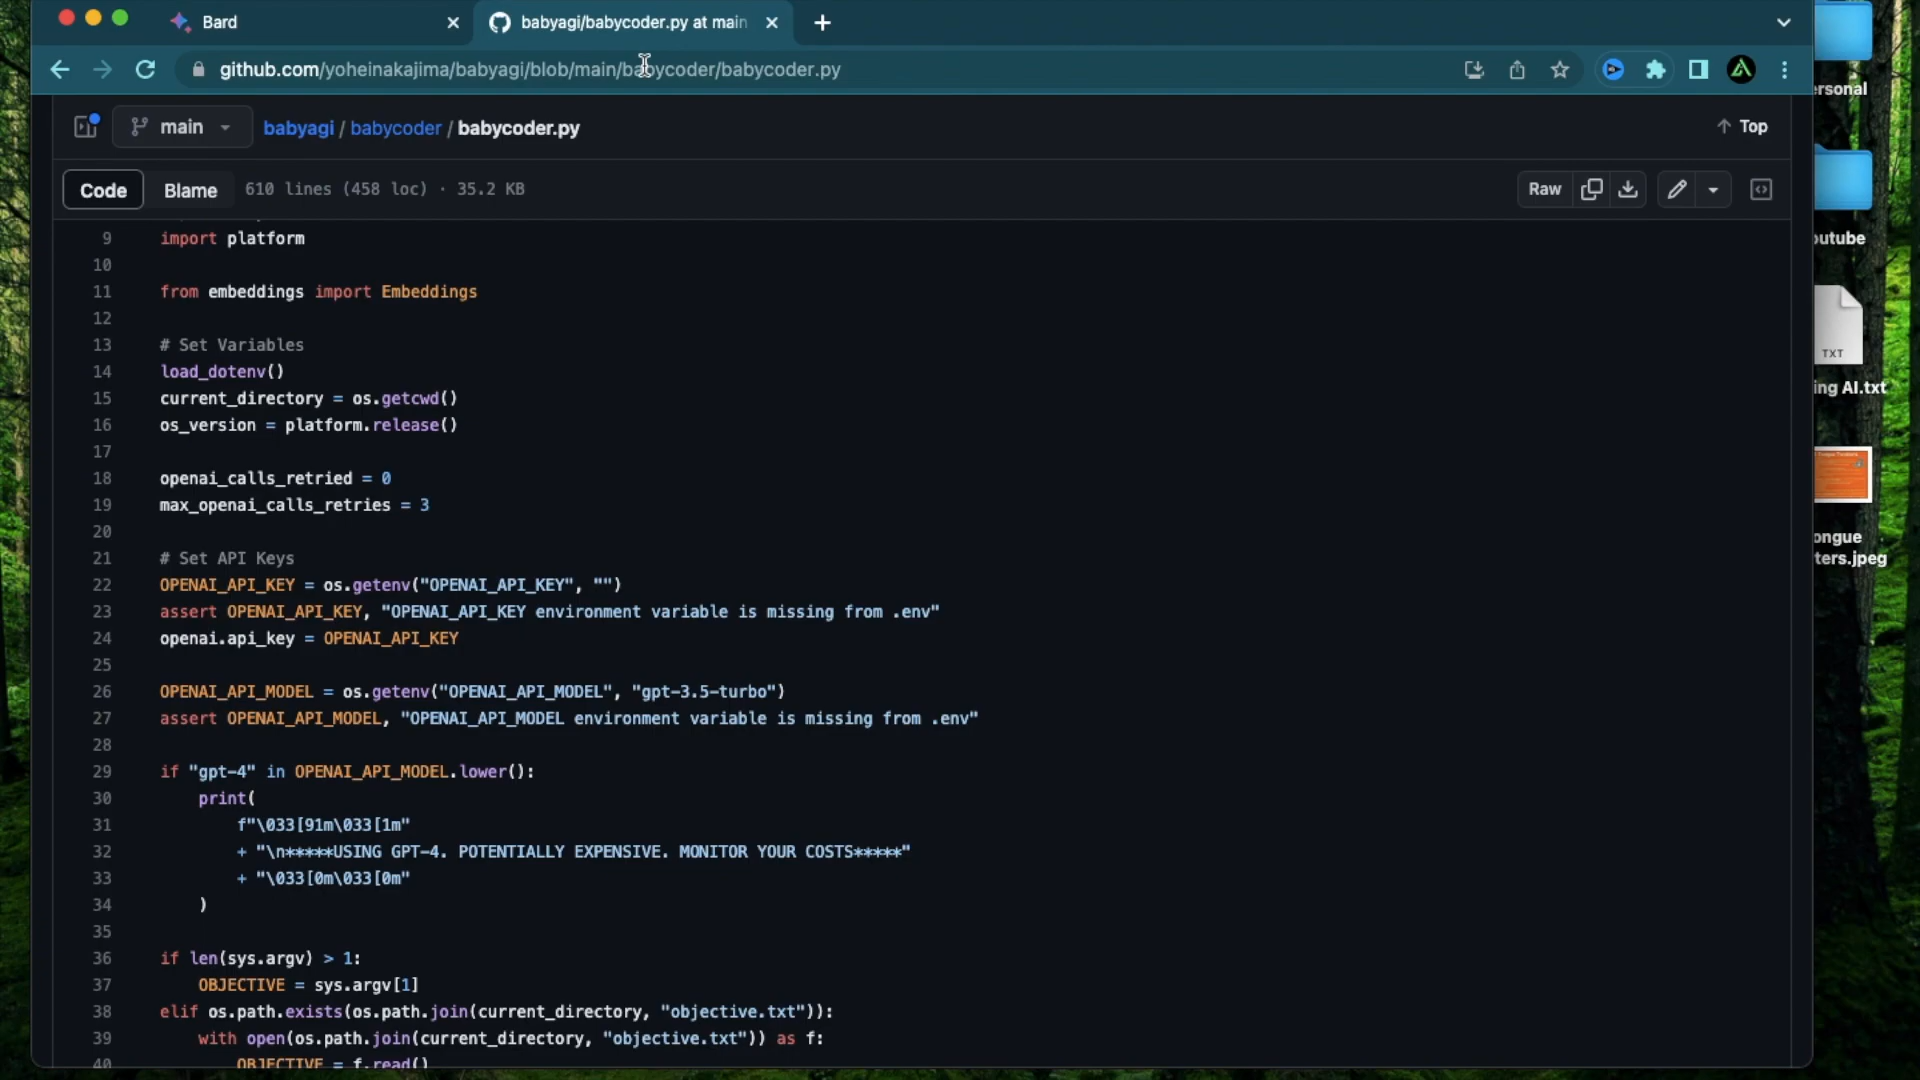 Bard
babyagi/babycoder.py at main
github.com/yoheinakajima/babyagi/blob/main/babycoder/babycoder.py
main
babyagi / babycoder / babycoder.py
Top
Code
Blame
610 lines (458 loc) · 35.2 KB
Raw
9 import platform
10
11 from embeddings import Embeddings
12
13 # Set Variables
14 load_dotenv()
15 current_directory = os.getcwd()
16 os_version = platform.release()
17
18 openai_calls_retried = 0
19 max_openai_calls_retries = 3
20
21 # Set API Keys
22 OPENAI_API_KEY = os.getenv("OPENAI_API_KEY", "")
23 assert OPENAI_API_KEY, "OPENAI_API_KEY environment variable is missing from .env"
24 openai.api_key = OPENAI_API_KEY
25
26 OPENAI_API_MODEL = os.getenv("OPENAI_API_MODEL", "gpt-3.5-turbo")
27 assert OPENAI_API_MODEL, "OPENAI_API_MODEL environment variable is missing from .env"
28
29 if "gpt-4" in OPENAI_API_MODEL.lower():
30 print(
31 f"\033[91m\033[1m"
32 + "\n*****USING GPT-4. POTENTIALLY EXPENSIVE. MONITOR YOUR COSTS*****"
33 + "\033[0m\033[0m"
34 )
35
36 if len(sys.argv) > 1:
37 OBJECTIVE = sys.argv[1]
38 elif os.path.exists(os.path.join(current_directory, "objective.txt")):
39 with open(os.path.join(current_directory, "objective.txt")) as f:
40 OBJECTIVE = f.read()
ersonal
outube
TXT
ing AI.txt
ongue
ters.jpeg